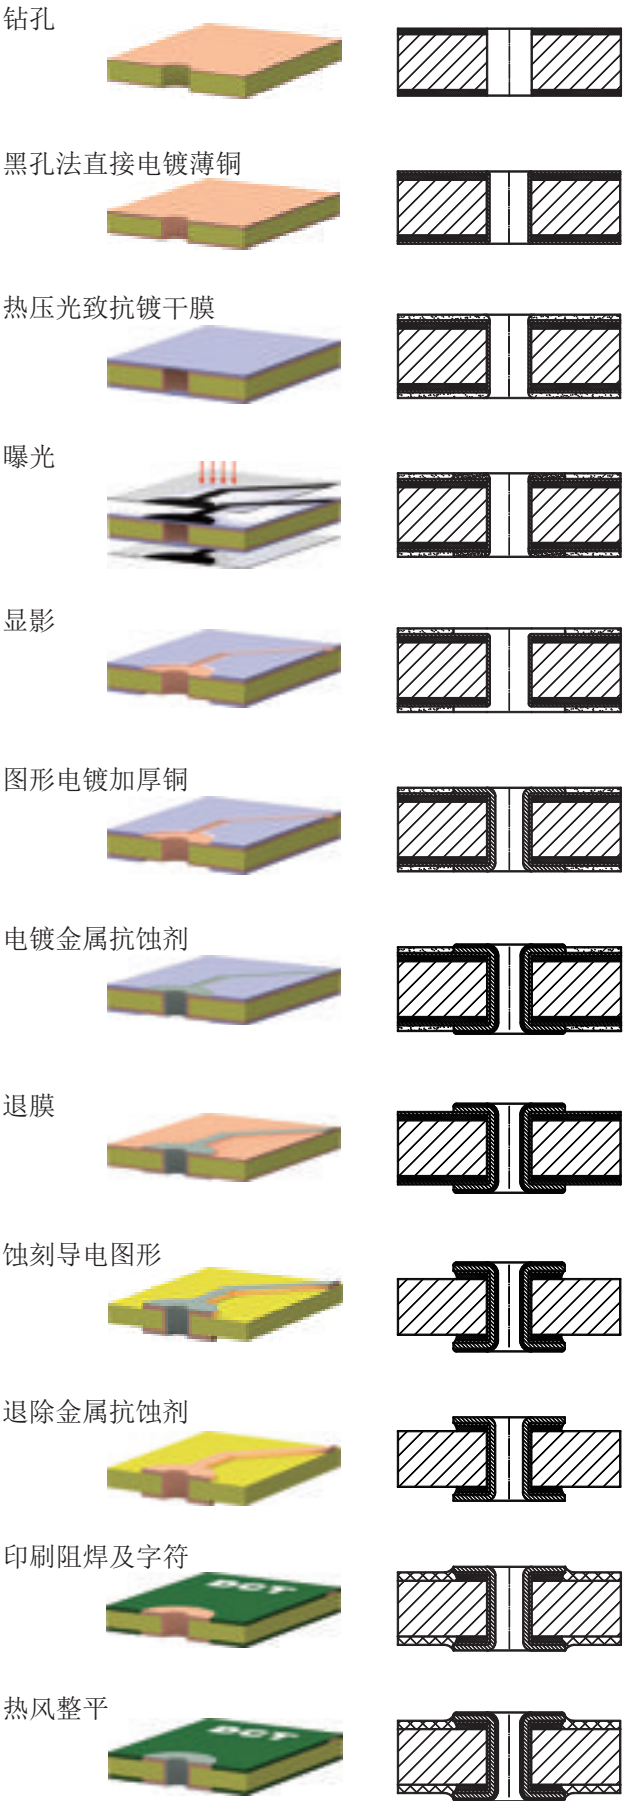 钻孔
黑孔法直接电镀薄铜
热压光致抗镀干膜
曝光
显影
图形电镀加厚铜
电镀金属抗蚀剂
退膜
蚀刻导电图形
退除金属抗蚀剂
印刷阻焊及字符
DCT
热风整平
DCT